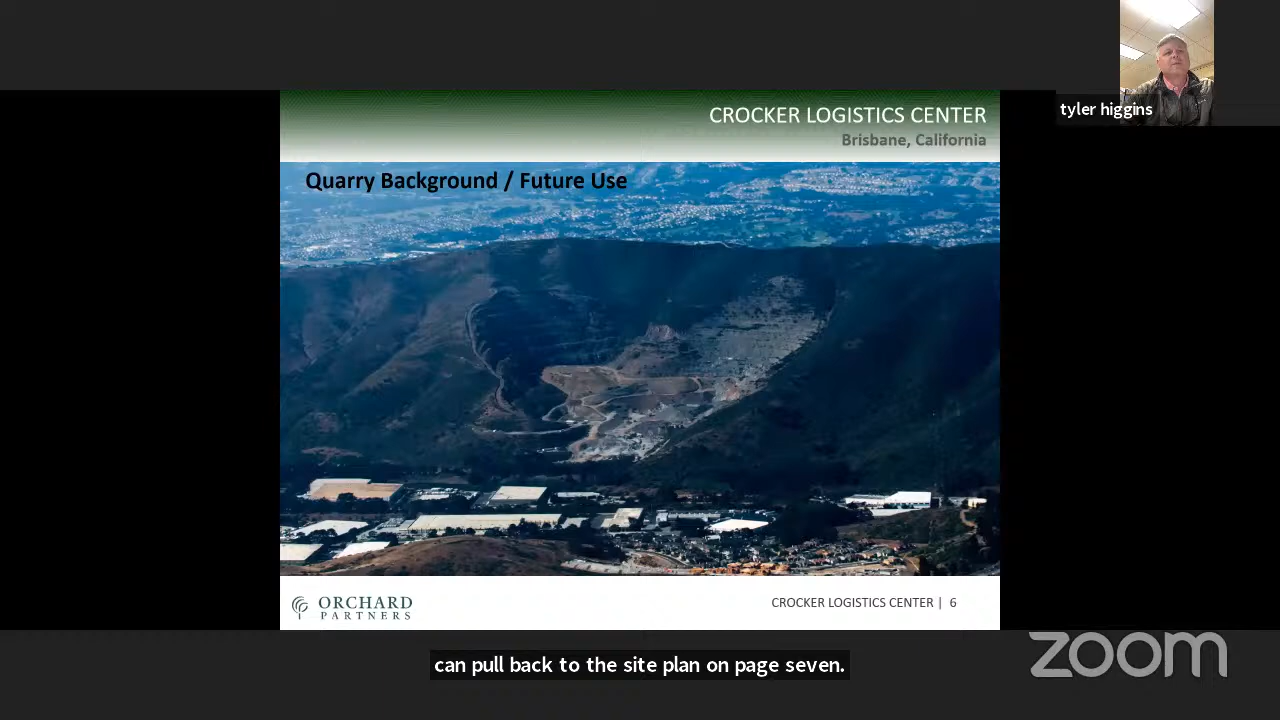 tyler higgins
CROCKER LOGISTICS CENTER
Brisbane, California
Quarry Background / Future Use
ORCHARD
PARTNERS
CROCKER LOGISTICS CENTER | 6
can pull back to the site plan on page seven.
zoom